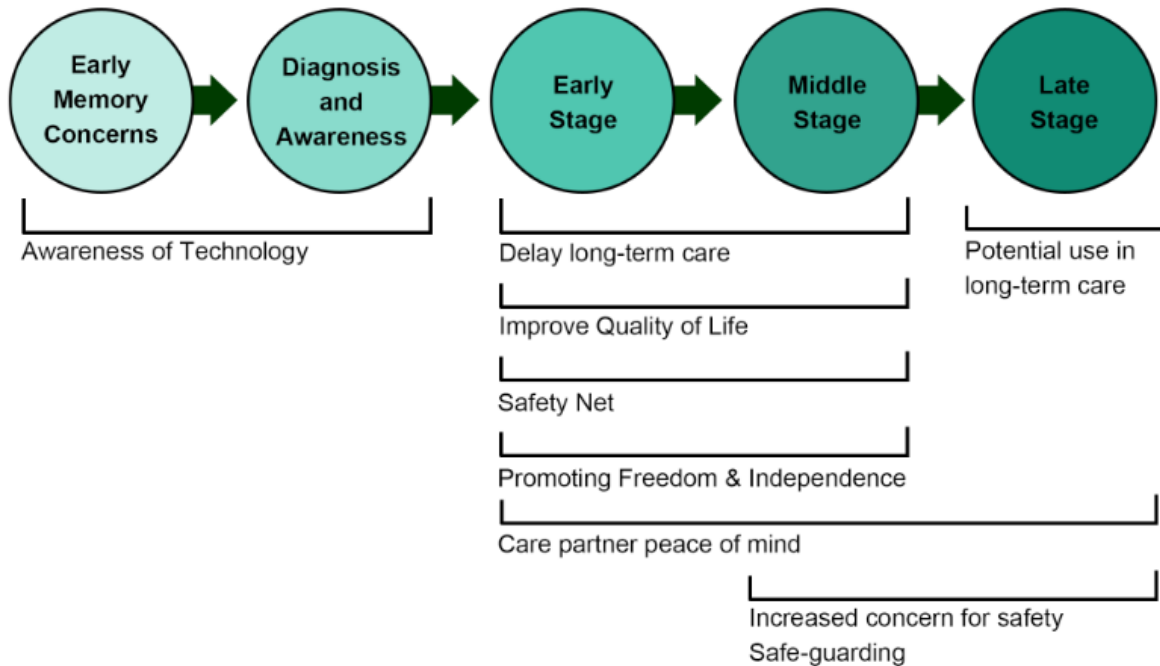 Early
Memory
Concerns
Diagnosis
and
Awareness
Early
Stage
Middle
Stage
Late
Stage
Awareness of Technology
Delay long-term care
Potential use in
long-term care
Improve Quality of Life
Safety Net
Promoting Freedom & Independence
Care partner peace of mind
Increased concern for safety
Safe-guarding